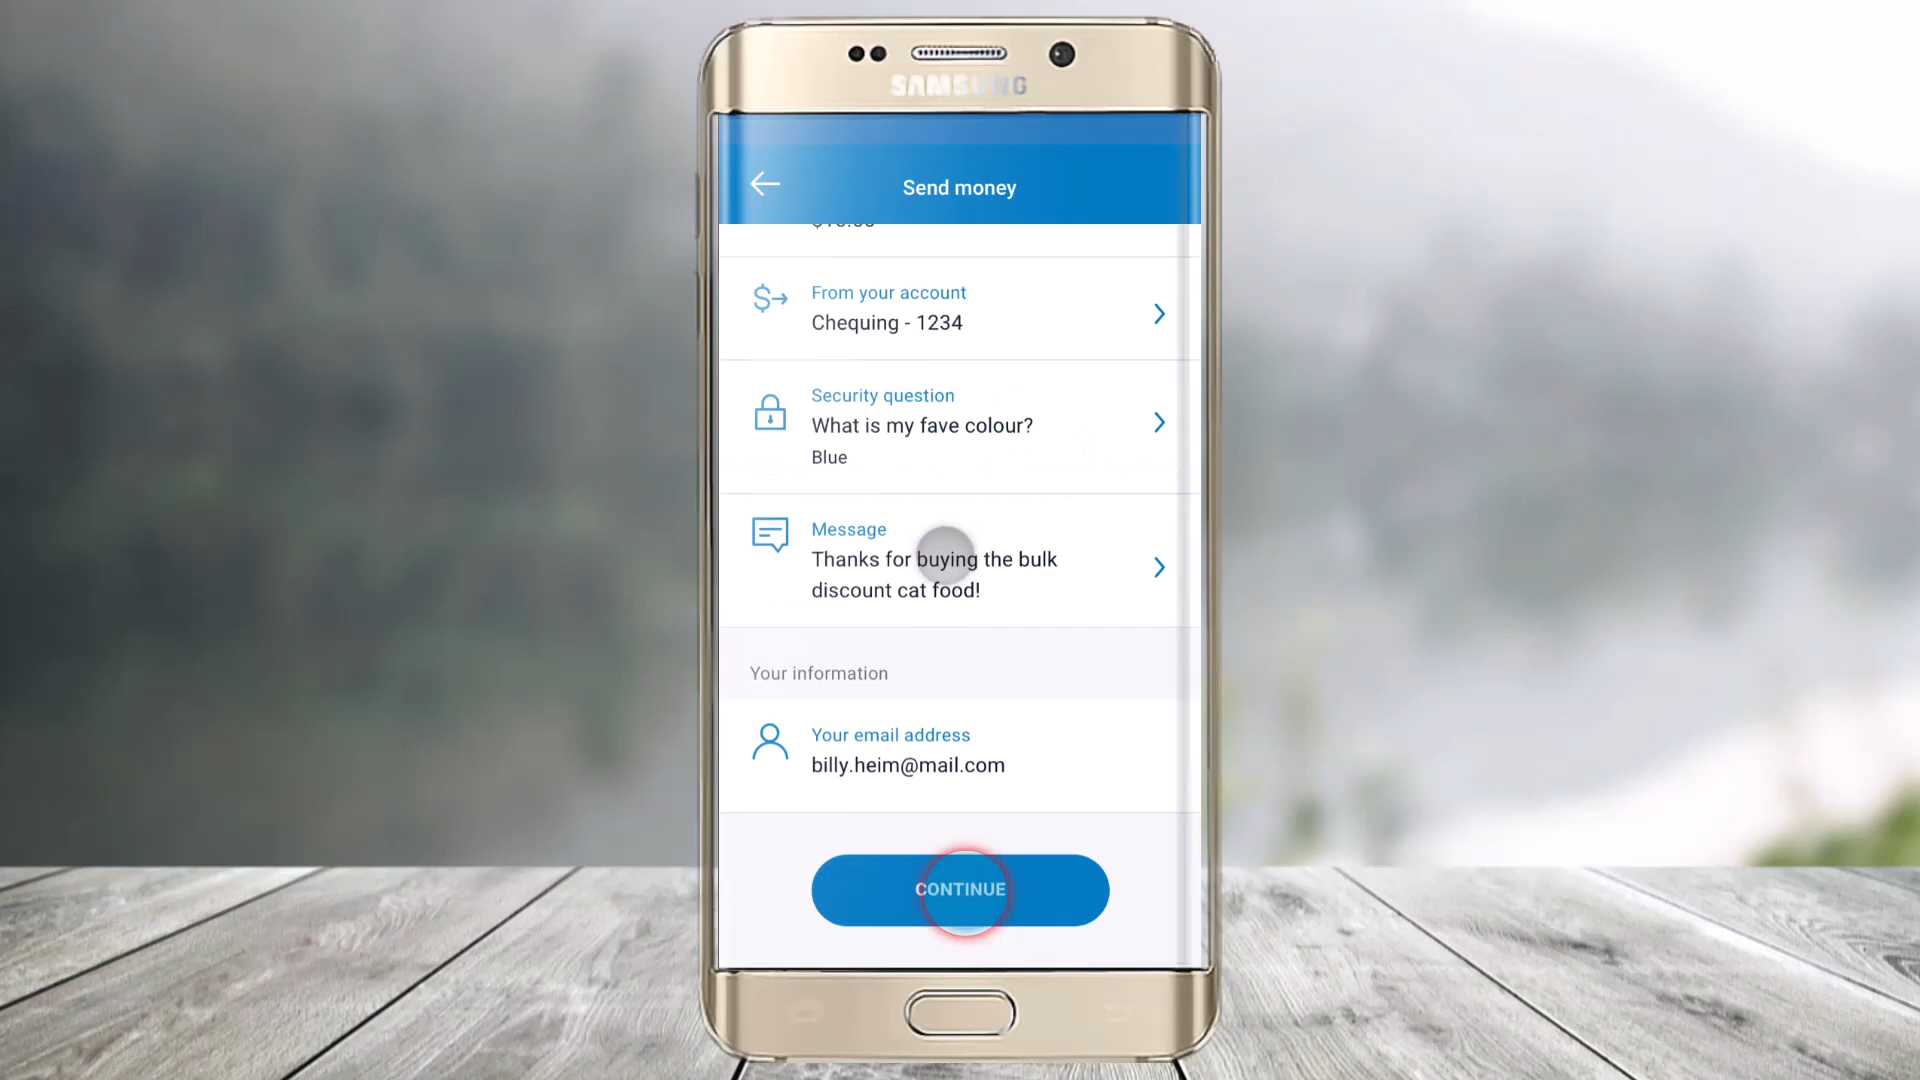 SAMSUNG
Send money
From your account
Chequing - 1234
Security question
What is my fave colour?
Blue
Message
Thanks for buying the bulk
discount cat food!
Your information
Your email address
billy.heim@mail.com
CONTINUE